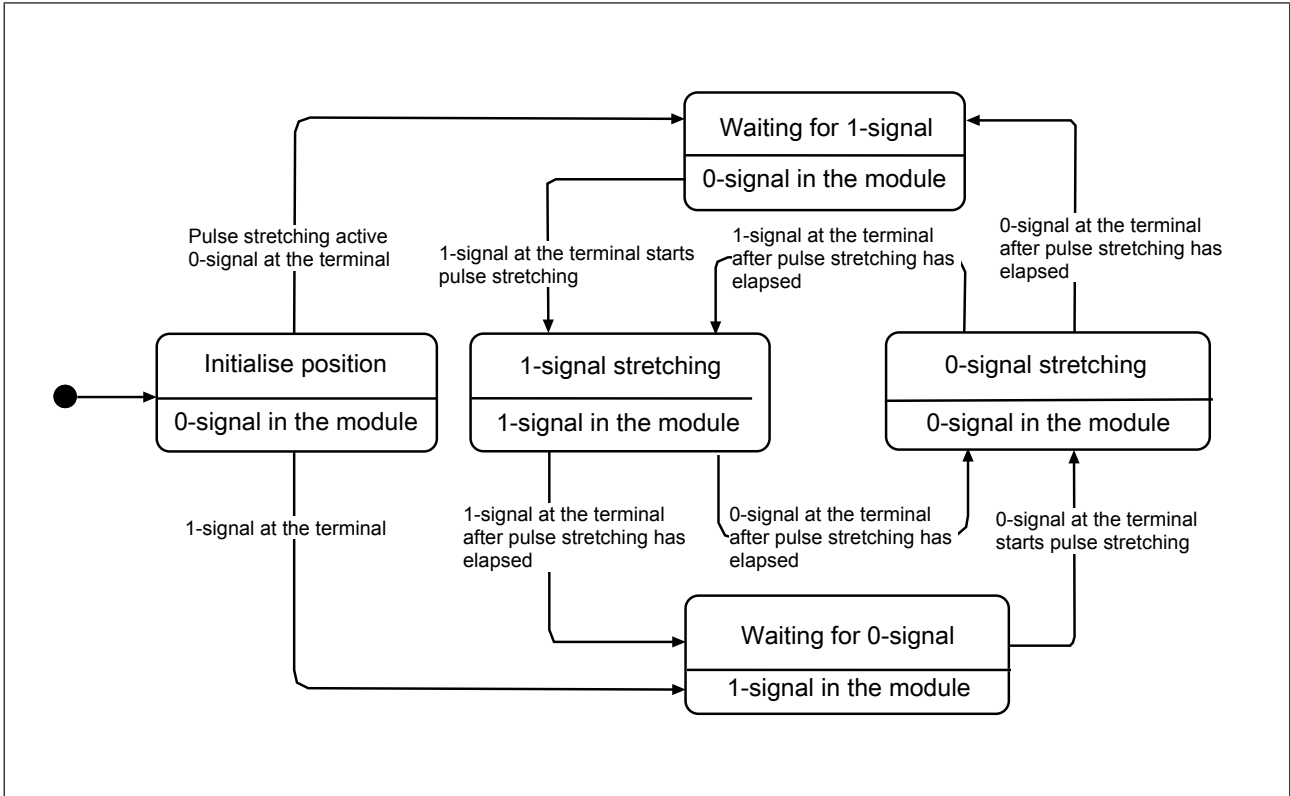 Waiting for 1-signal
0-signal in the module
Pulse stretching active
0-signal at the terminal
1-signal at the terminal starts
pulse stretching
1-signal at the terminal
after pulse stretching has
elapsed
0-signal at the terminal
after pulse stretching has
elapsed
Initialise position
0-signal in the module
1-signal stretching
1-signal in the module
0-signal stretching
0-signal in the module
1-signal at the terminal
1-signal at the terminal
after pulse stretching has
elapsed
0-signal at the terminal
after pulse stretching has
elapsed
0-signal at the terminal
starts pulse stretching
Waiting for 0-signal
1-signal in the module